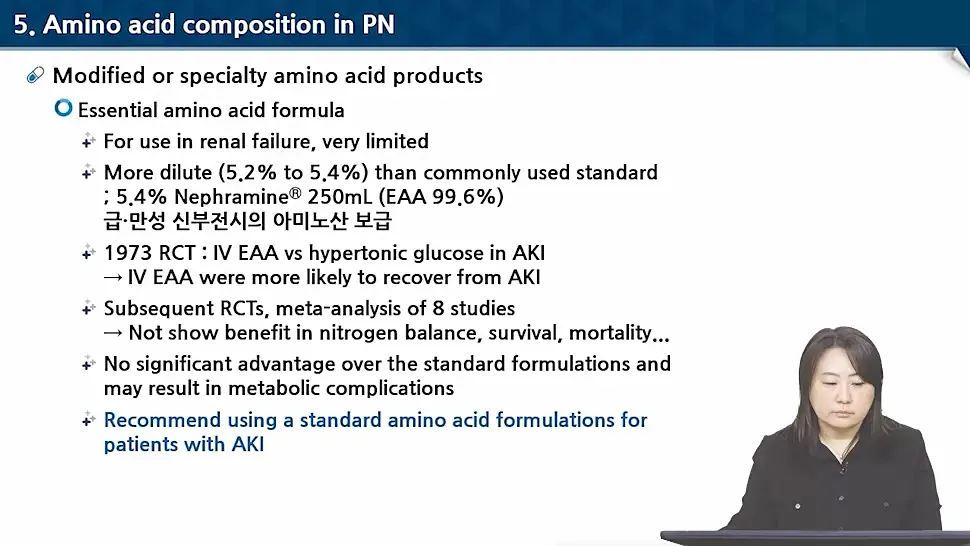 5. Amino acid composition in PN
Modified or specialty amino acid products
Essential amino acid formula
For use in renal failure, very limited
More dilute (5.2% to 5.4%) than commonly used standard
; 5.4% Nephramine® 250mL (EAA 99.6%)
급·만성 신부전시의 아미노산 보급
1973 RCT : IV EAA vs hypertonic glucose in AKI
→ IV EAA were more likely to recover from AKI
Subsequent RCTs, meta-analysis of 8 studies
→ Not show benefit in nitrogen balance, survival, mortality...
No significant advantage over the standard formulations and
may result in metabolic complications
Recommend using a standard amino acid formulations for
patients with AKI